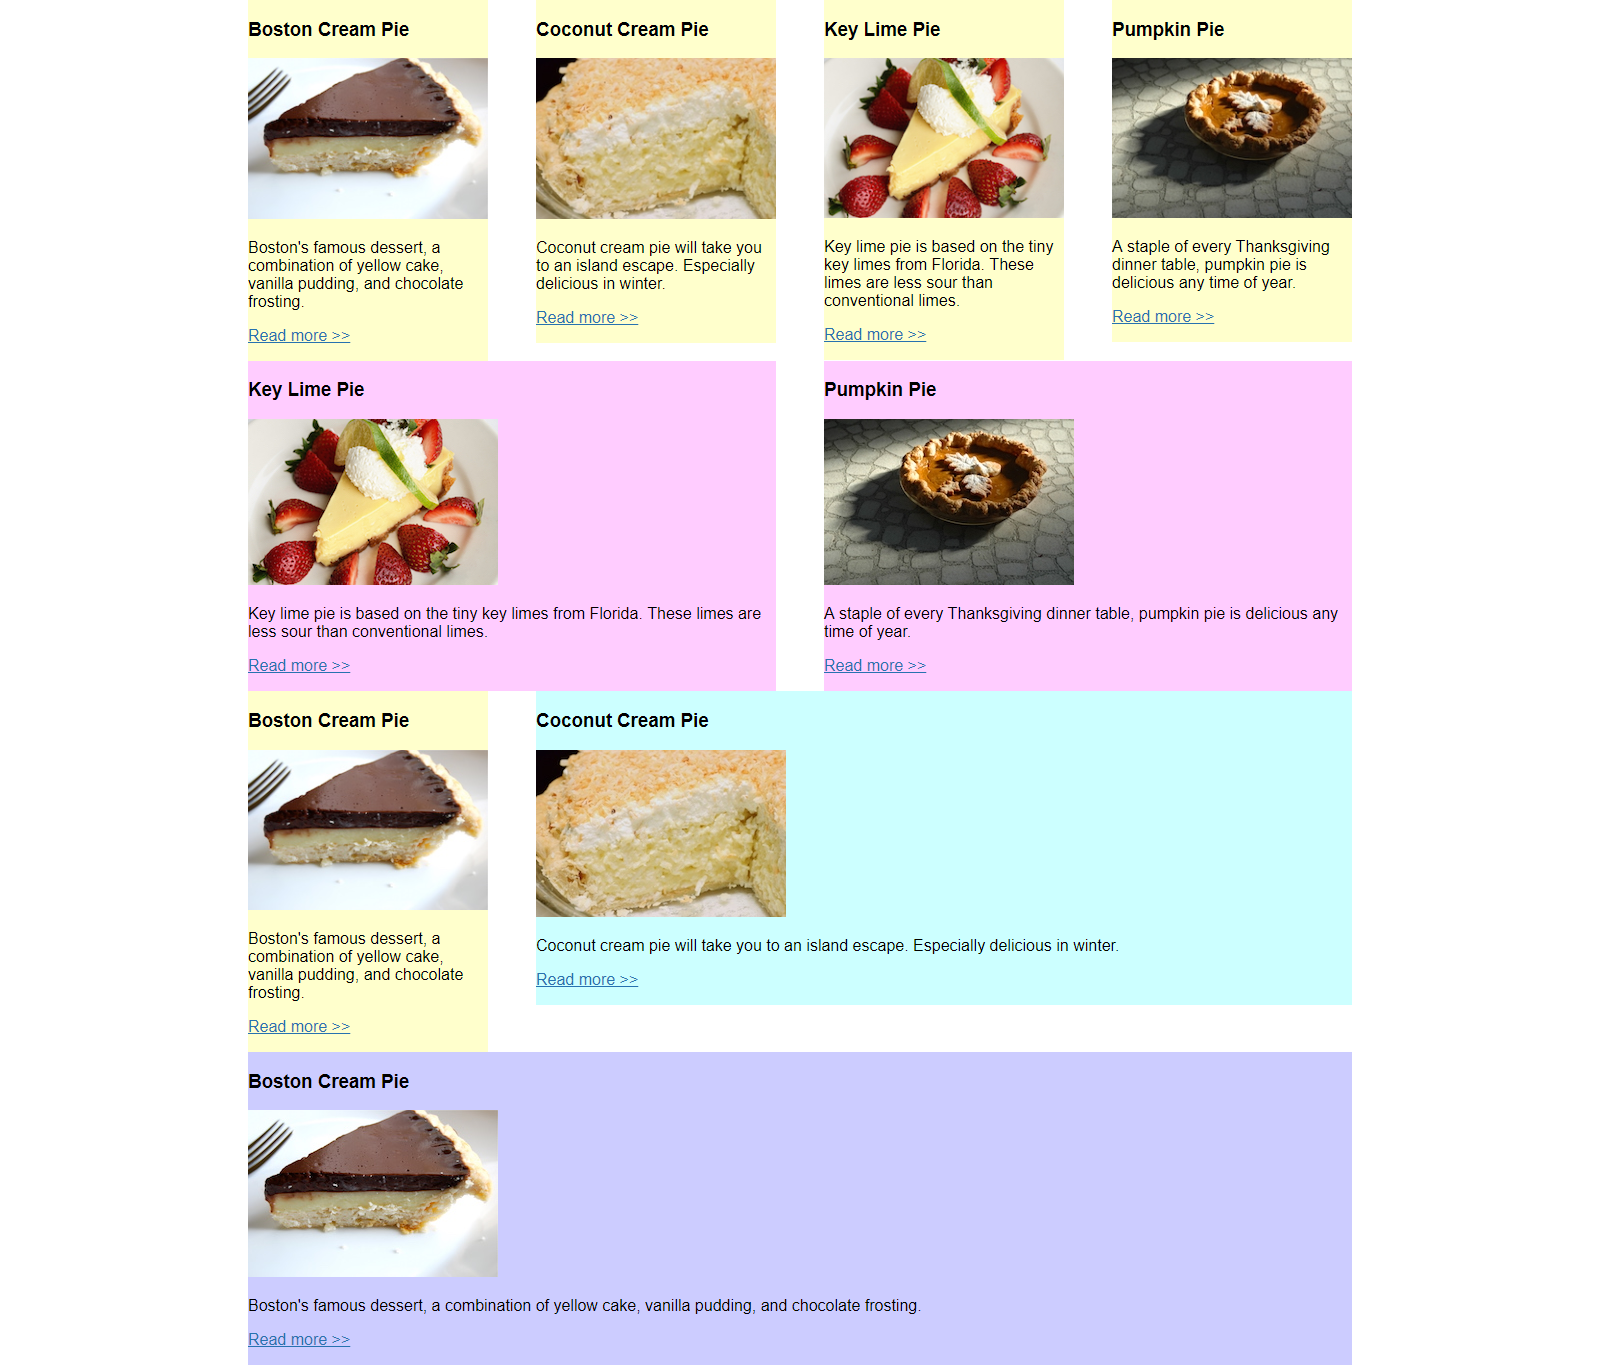 Boston Cream Pie
Boston's famous dessert, a
combination of yellow cake,
vanilla pudding, and chocolate
frosting.
Read more >>
Coconut Cream Pie
Coconut cream pie will take you
to an island escape. Especially
delicious in winter.
Read more >>
Key Lime Pie
Key lime pie is based on the tiny
key limes from Florida. These
limes are less sour than
conventional limes.
Read more >>
Pumpkin Pie
A staple of every Thanksgiving
dinner table, pumpkin pie is
delicious any time of year.
Read more >>
Key Lime Pie
Key lime pie is based on the tiny key limes from Florida. These limes are
less sour than conventional limes.
Read more >>
Pumpkin Pie
A staple of every Thanksgiving dinner table, pumpkin pie is delicious any
time of year.
Read more >>
Boston Cream Pie
Boston's famous dessert, a
combination of yellow cake,
vanilla pudding, and chocolate
frosting.
Read more >>
Coconut Cream Pie
Coconut cream pie will take you to an island escape. Especially delicious in winter.
Read more >>
Boston Cream Pie
Boston's famous dessert, a combination of yellow cake, vanilla pudding, and chocolate frosting.
Read more >>